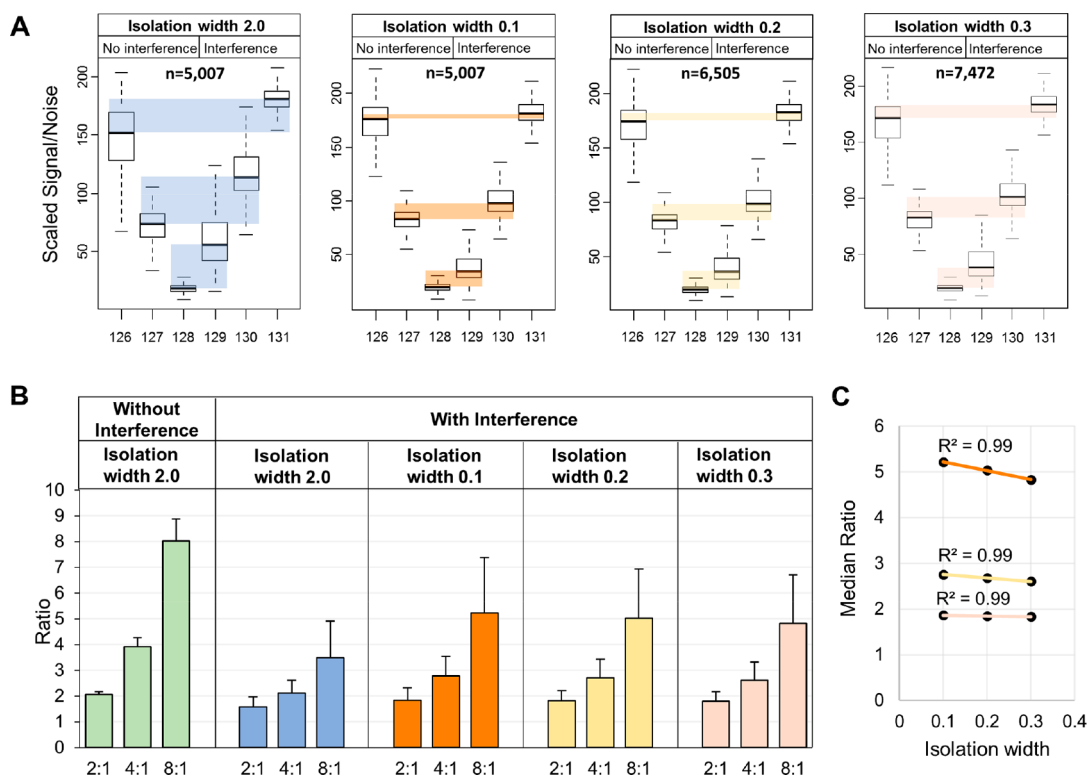 A
Isolation width 2.0
No interference Interference
n=5,007
Isolation width 0.1
No interference Interference
n=5,007
Isolation width 0.2
No interference Interference
n=6,505
Isolation width 0.3
No interference Interference
n=7,472
Scaled Signal/Noise
200
150
100
50
200
150
100
50
200
150
100
50
200
150
100
50
126 127 128 129 130 131
126 127 128 129 130 131
126 127 128 129 130 131
126 127 128 129 130 131
B
Without
Interference
With Interference
Isolation
width 2.0
Isolation
width 2.0
Isolation
width 0.1
Isolation
width 0.2
Isolation
width 0.3
Ratio
10
9
8
7
6
5
4
3
2
1
0
2:1 4:1 8:1 2:1 4:1 8:1 2:1 4:1 8:1 2:1 4:1 8:1 2:1 4:1 8:1
C
Median Ratio
6
5
4
3
2
1
0
R² = 0.99
R² = 0.99
R² = 0.99
0 0.1 0.2 0.3 0.4
Isolation width